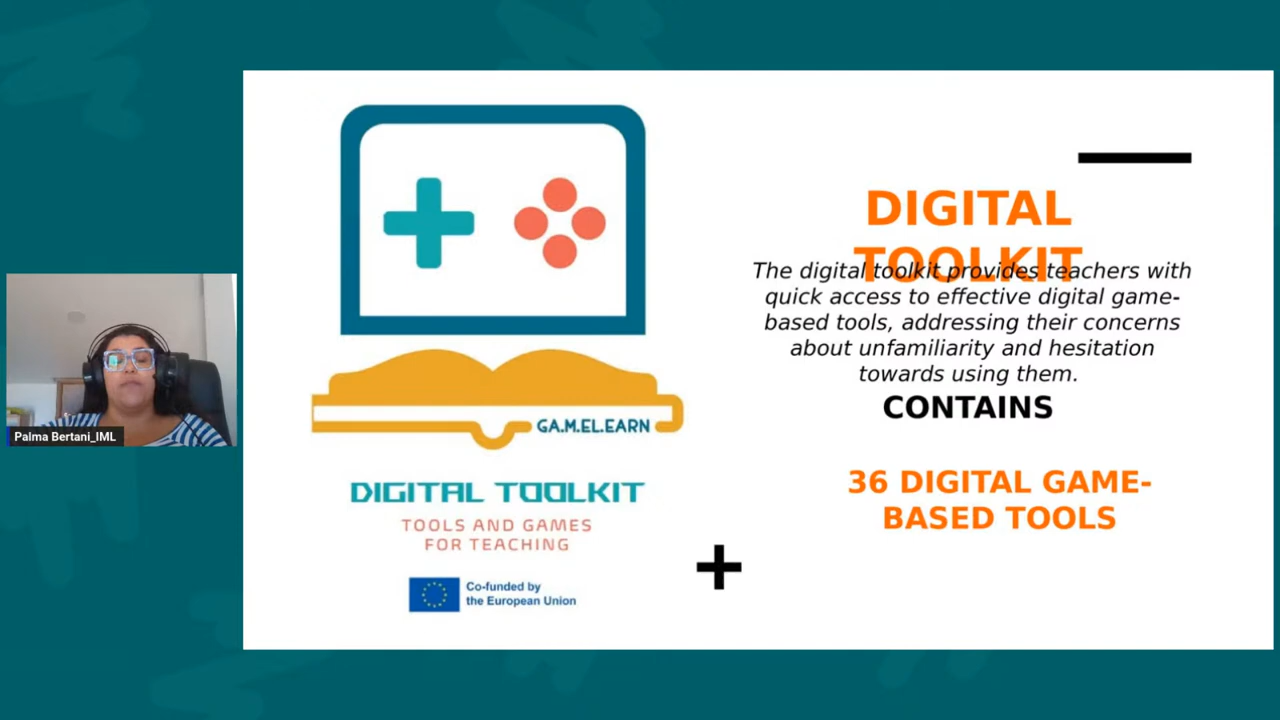 Palma Bertani_IML
GA.M.EL.EARN
DIGITAL TOOLKIT
TOOLS AND GAMES
FOR TEACHING
Co-funded by
the European Union
DIGITAL
TOOLKIT
The digital toolkit provides teachers with
quick access to effective digital game-
based tools, addressing their concerns
about unfamiliarity and hesitation
towards using them.
CONTAINS
36 DIGITAL GAME-
BASED TOOLS